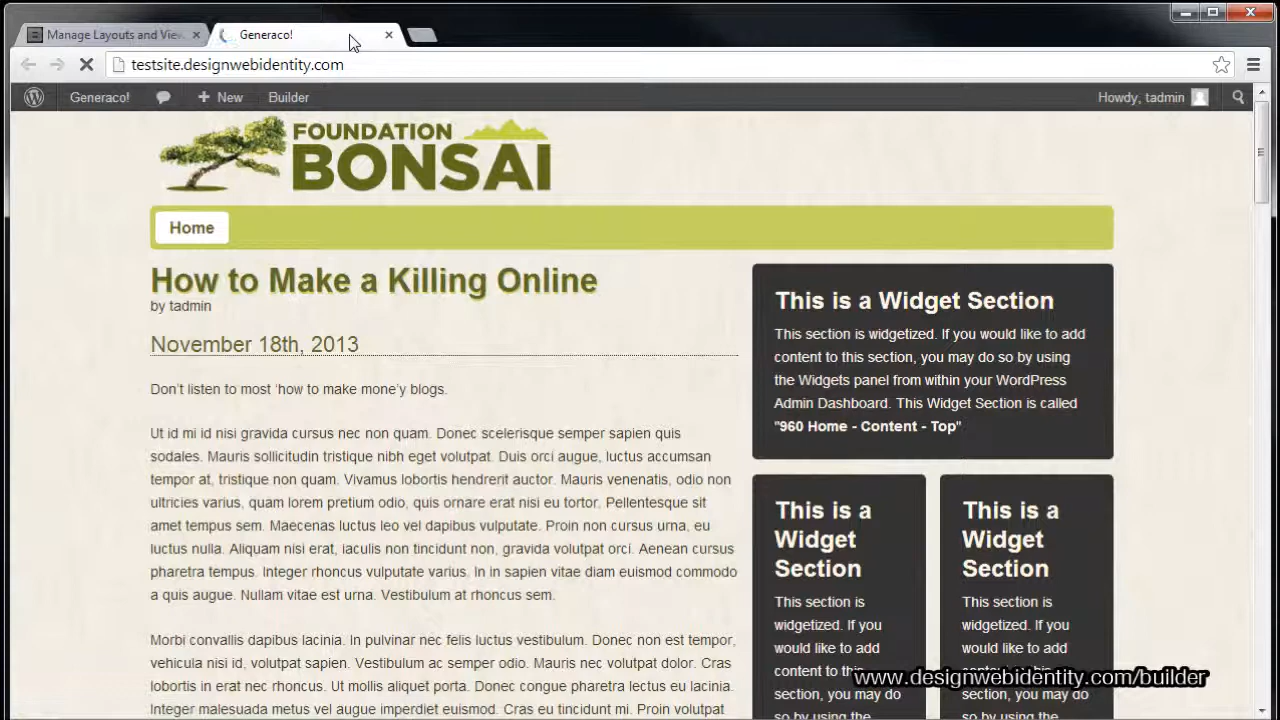 Manage Layouts and View
Generaco!
testsite.designwebidentity.com
Generaco!
New
Builder
Howdy, tadmin
FOUNDATION
BONSAI
Home
How to Make a Killing Online
by tadmin
November 18th, 2013
Don't listen to most 'how to make mone'y blogs.
Ut id mi id nisi gravida cursus nec non quam. Donec scelerisque semper sapien quis
sodales. Mauris sollicitudin tristique nibh eget volutpat. Duis orci augue, luctus accumsan
tempor at, tristique non quam. Vivamus lobortis hendrerit auctor. Mauris venenatis, odio non
ultricies varius, quam lorem pretium odio, quis ornare erat nisi eu tortor. Pellentesque sit
amet tempus sem. Maecenas luctus leo vel dapibus vulputate. Proin non cursus urna, eu
luctus nulla. Aliquam nisi erat, iaculis non tincidunt non, gravida volutpat orci. Aenean cursus
pharetra tempus. Integer rhoncus vulputate varius. In in sapien vitae diam euismod commodo
a quis augue. Nullam vitae est urna. Vestibulum at rhoncus sem.
Morbi convallis dapibus lacinia. In pulvinar nec felis luctus vestibulum. Donec non est tempor,
vehicula nisi id, volutpat sapien. Vestibulum ac semper odio. Mauris nec volutpat dolor. Cras
lobortis in erat nec rhoncus. Ut mollis aliquet porta. Donec congue pharetra eu lacinia.
Integer malesuada metus vel augue imperdiet euismod. Cras eu tincidunt mi. Proin volutpat
This is a Widget Section
This section is widgetized. If you would like to add
content to this section, you may do so by using
the Widgets panel from within your WordPress
Admin Dashboard. This Widget Section is called
"960 Home - Content - Top"
This is a
Widget
Section
This section is
widgetized. If you
would like to add
content to this
section, you may do
so by using the
This is a
Widget
Section
This section is
widgetized. If you
would like to add
content to this
section, you may do
so by using the
www.designwebidentity.com/builder